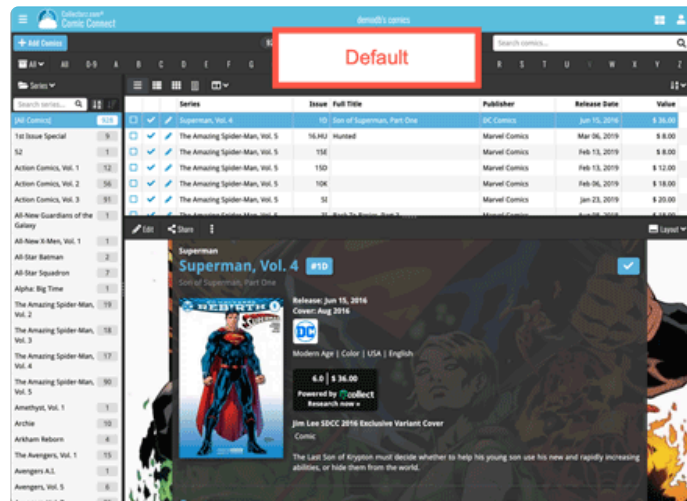 Collectorz.com®
Comic Connect
demodb's comics
+ Add Comics
Default
Search comics...
All All 0-9 A B C D E F G R S T U V W X Y Z
Series
Search series...
Series Issue Full Title Publisher Release Date Value
[All Comics] 926
Superman, Vol. 4 1D Son of Superman, Part One DC Comics Jun 15, 2016 $ 36.00
1st Issue Special 9
The Amazing Spider-Man, Vol. 5 16.HU Hunted Marvel Comics Mar 06, 2019 $ 8.00
52 1
The Amazing Spider-Man, Vol. 5 15E Marvel Comics Feb 13, 2019 $ 8.00
Action Comics, Vol. 1 12
The Amazing Spider-Man, Vol. 5 15D Marvel Comics Feb 13, 2019 $ 12.00
Action Comics, Vol. 2 56
The Amazing Spider-Man, Vol. 5 10K Marvel Comics Feb 06, 2019 $ 18.00
Action Comics, Vol. 3 91
The Amazing Spider-Man, Vol. 5 5I Marvel Comics Jan 23, 2019 $ 20.00
All-New Guardians of the
Galaxy 1
All-New X-Men, Vol. 1 1
All-Star Batman 2
All-Star Squadron 7
Alpha: Big Time 1
The Amazing Spider-Man,
Vol. 2 19
The Amazing Spider-Man,
Vol. 3 18
The Amazing Spider-Man,
Vol. 4 17
The Amazing Spider-Man,
Vol. 5 90
Amethyst, Vol. 1 1
Archie 10
Arkham Reborn 4
The Avengers, Vol. 1 15
Avengers A.I. 1
Avengers, Vol. 5 6
Edit Share Layout
Superman
Superman, Vol. 4 #1D
Son of Superman, Part One
REBIRTH
SUPERMAN
Release: Jun 15, 2016
Cover: Aug 2016
DC
Modern Age | Color | USA | English
6.0 | $ 36.00
Powered by Gocollect
Research now »
Jim Lee SDCC 2016 Exclusive Variant Cover
Comic
The Last Son of Krypton must decide whether to help his young son use his new and rapidly increasing
abilities, or hide them from the world.